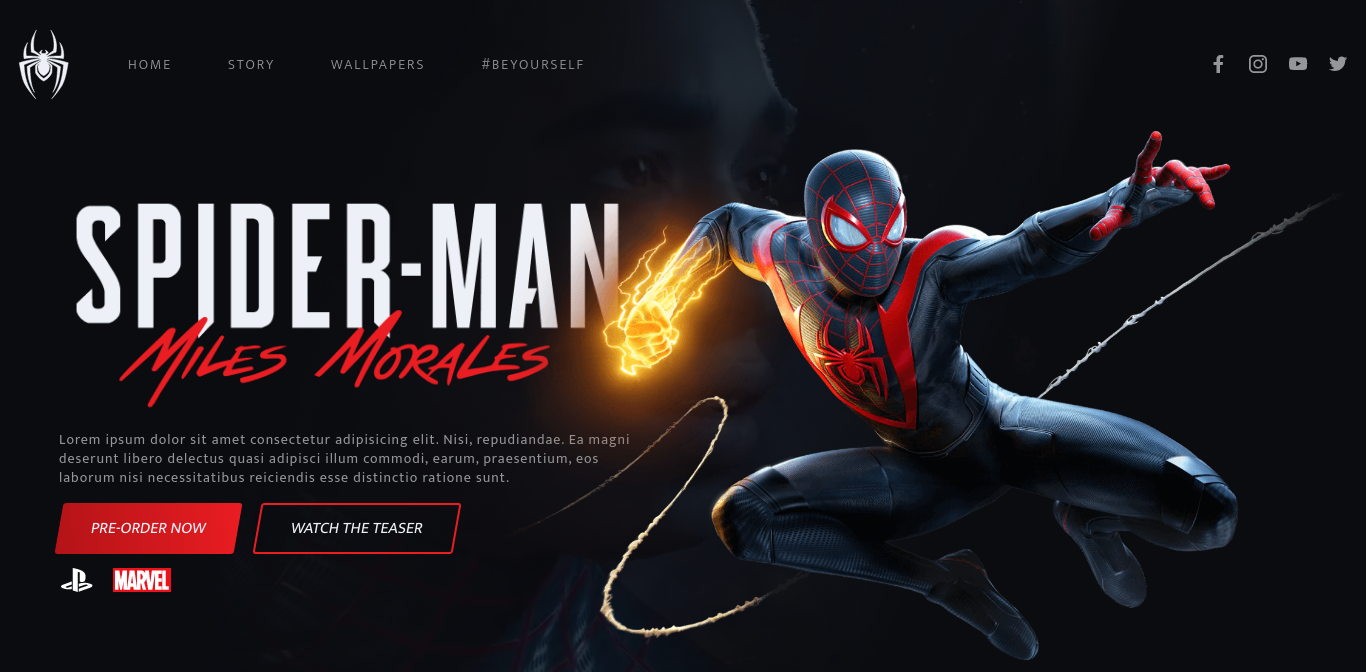 HOME STORY WALLPAPERS #BEYOURSELF
SPIDER-MAN
MILES MORALES
Lorem ipsum dolor sit amet consectetur adipisicing elit. Nisi, repudiandae. Ea magni
deserunt libero delectus quasi adipisci illum commodi, earum, praesentium, eos
laborum nisi necessitatibus reiciendis esse distinctio ratione sunt.
PRE-ORDER NOW WATCH THE TEASER
MARVEL